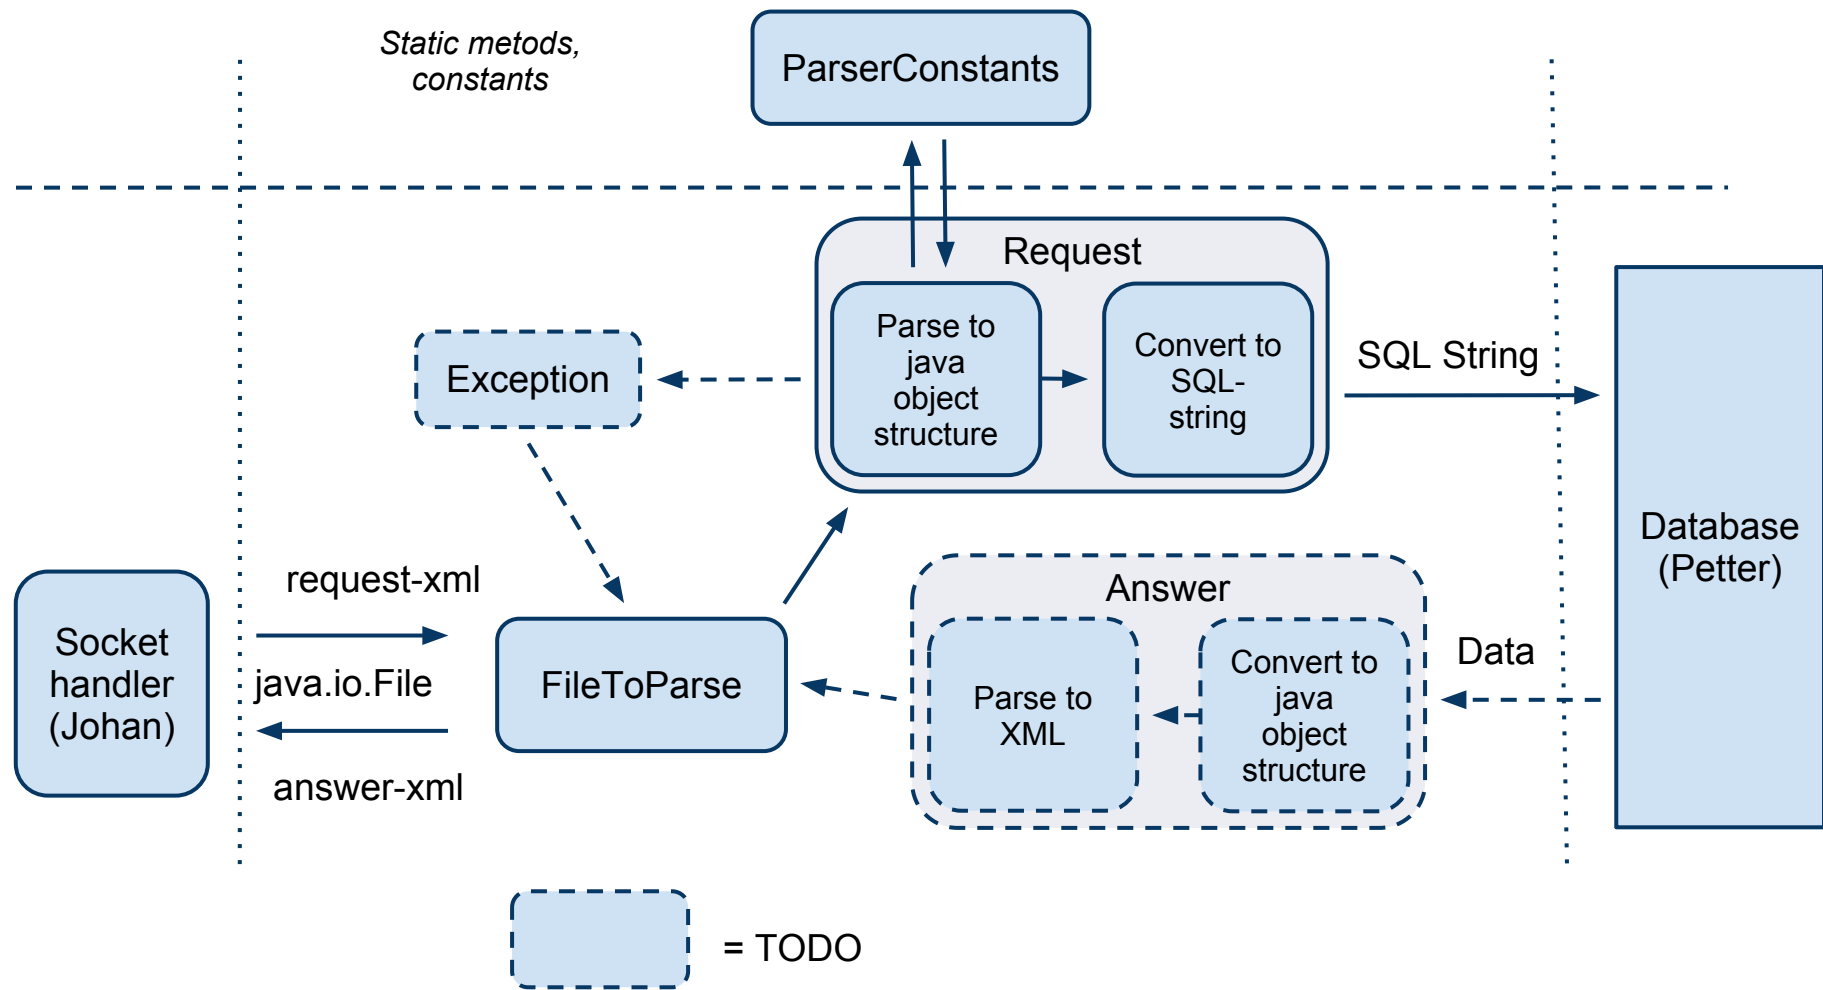 Static metods,
constants
ParserConstants
Request
Parse to
java
object
structure
Convert to
SQL-
string
SQL String
Exception
Database
(Petter)
request-xml
java.io.File
answer-xml
Socket
handler
(Johan)
FileToParse
Answer
Parse to
XML
Convert to
java
object
structure
Data
= TODO